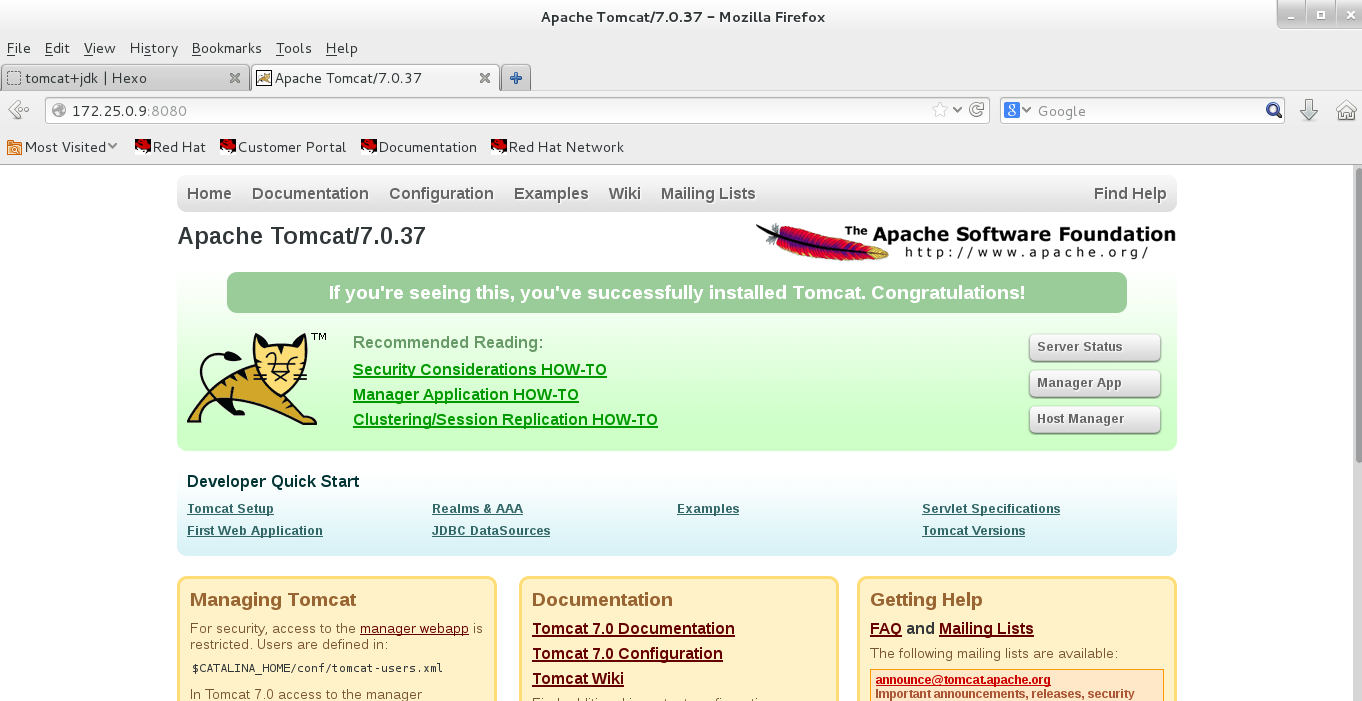 Apache Tomcat/7.0.37 - Mozilla Firefox
File Edit View History Bookmarks Tools Help
tomcat+jdk | Hexo Apache Tomcat/7.0.37
172.25.0.9:8080 Google
Most Visited Red Hat Customer Portal Documentation Red Hat Network
Home Documentation Configuration Examples Wiki Mailing Lists Find Help
Apache Tomcat/7.0.37
The Apache Software Foundation
http://www.apache.org/
If you're seeing this, you've successfully installed Tomcat. Congratulations!
TM
Recommended Reading:
Security Considerations HOW-TO
Manager Application HOW-TO
Clustering/Session Replication HOW-TO
Server Status
Manager App
Host Manager
Developer Quick Start
Tomcat Setup Realms & AAA Examples Servlet Specifications
First Web Application JDBC DataSources Tomcat Versions
Managing Tomcat
For security, access to the manager webapp is
restricted. Users are defined in:
$CATALINA_HOME/conf/tomcat-users.xml
In Tomcat 7.0 access to the manager
Documentation
Tomcat 7.0 Documentation
Tomcat 7.0 Configuration
Tomcat Wiki
Getting Help
FAQ and Mailing Lists
The following mailing lists are available:
announce@tomcat.apache.org
Important announcements, releases, security